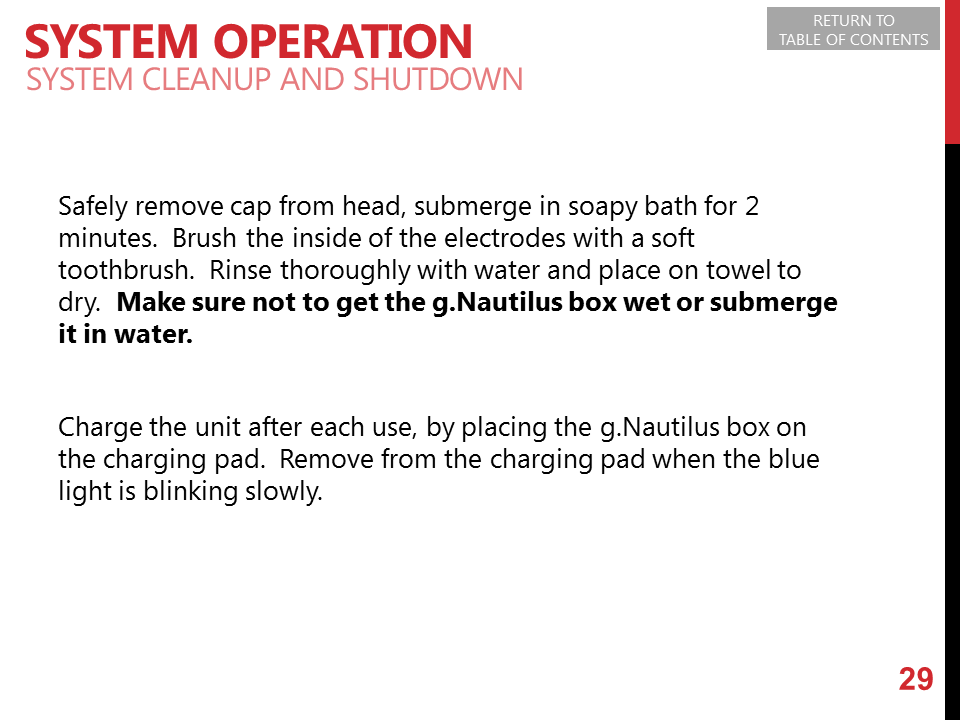 SYSTEM OPERATION
SYSTEM CLEANUP AND SHUTDOWN
RETURN TO
TABLE OF CONTENTS
Safely remove cap from head, submerge in soapy bath for 2
minutes.  Brush the inside of the electrodes with a soft
toothbrush.  Rinse thoroughly with water and place on towel to
dry.  Make sure not to get the g.Nautilus box wet or submerge
it in water.
Charge the unit after each use, by placing the g.Nautilus box on
the charging pad.  Remove from the charging pad when the blue
light is blinking slowly.
29